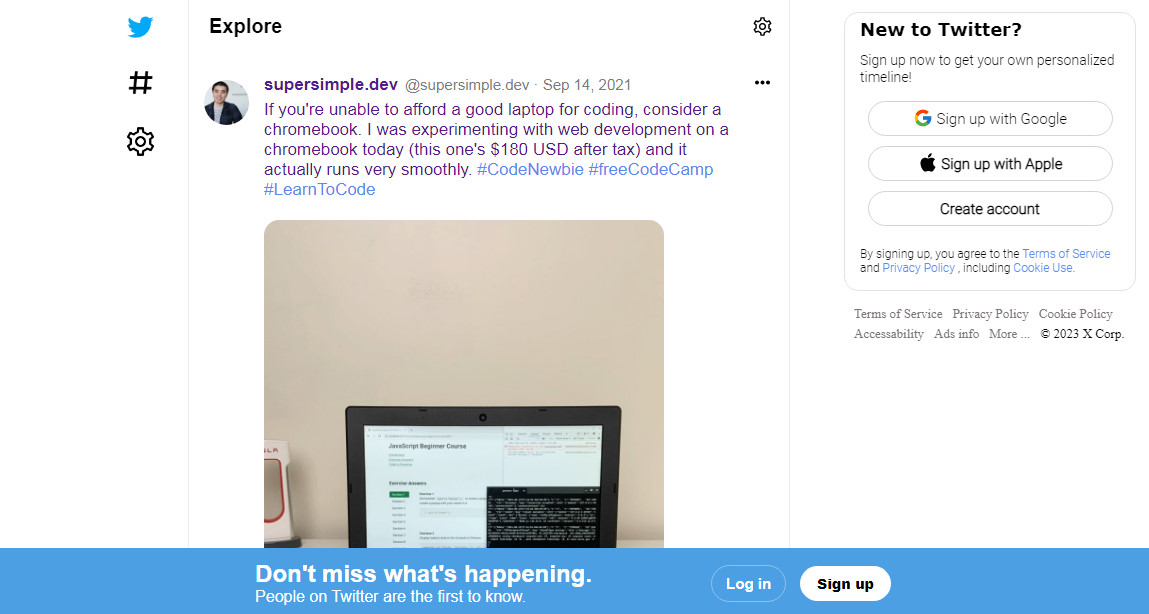 Explore
supersimple.dev @supersimple.dev · Sep 14, 2021
If you're unable to afford a good laptop for coding, consider a
chromebook. I was experimenting with web development on a
chromebook today (this one's $180 USD after tax) and it
actually runs very smoothly. #CodeNewbie #freeCodeCamp
#LearnToCode
JavaScript Beginner Course
Exercise Answers
New to Twitter?
Sign up now to get your own personalized
timeline!
Sign up with Google
Sign up with Apple
Create account
By signing up, you agree to the Terms of Service
and Privacy Policy , including Cookie Use.
Terms of Service Privacy Policy Cookie Policy
Accessability Ads info More ... © 2023 X Corp.
Don't miss what's happening.
People on Twitter are the first to know.
Log in
Sign up